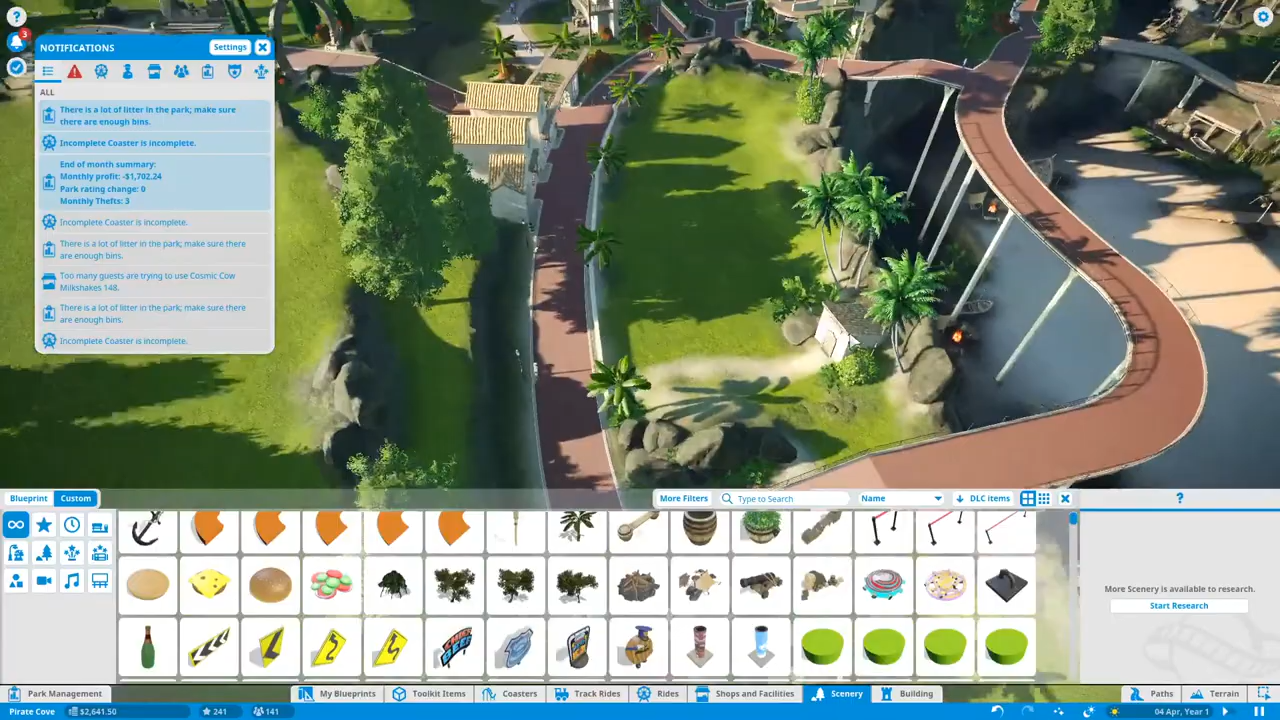 ?
3
NOTIFICATIONS
Settings
ALL
There is a lot of litter in the park; make sure
there are enough bins.
Incomplete Coaster is incomplete.
End of month summary:
Monthly profit: -$1,702.24
Park rating change: 0
Monthly Thefts: 3
Incomplete Coaster is incomplete.
There is a lot of litter in the park; make sure there
are enough bins.
Too many guests are trying to use Cosmic Cow
Milkshakes 148.
There is a lot of litter in the park; make sure there
are enough bins.
Incomplete Coaster is incomplete.
Blueprint
Custom
More Filters
Type to Search
Name
DLC items
?
CHIEF
BEEF
More Scenery is available to research.
Start Research
Park Management
My Blueprints
Toolkit Items
Coasters
Track Rides
Rides
Shops and Facilities
Scenery
Building
Paths
Terrain
Pirate Cove
$2,641.50
241
141
04 Apr, Year 1